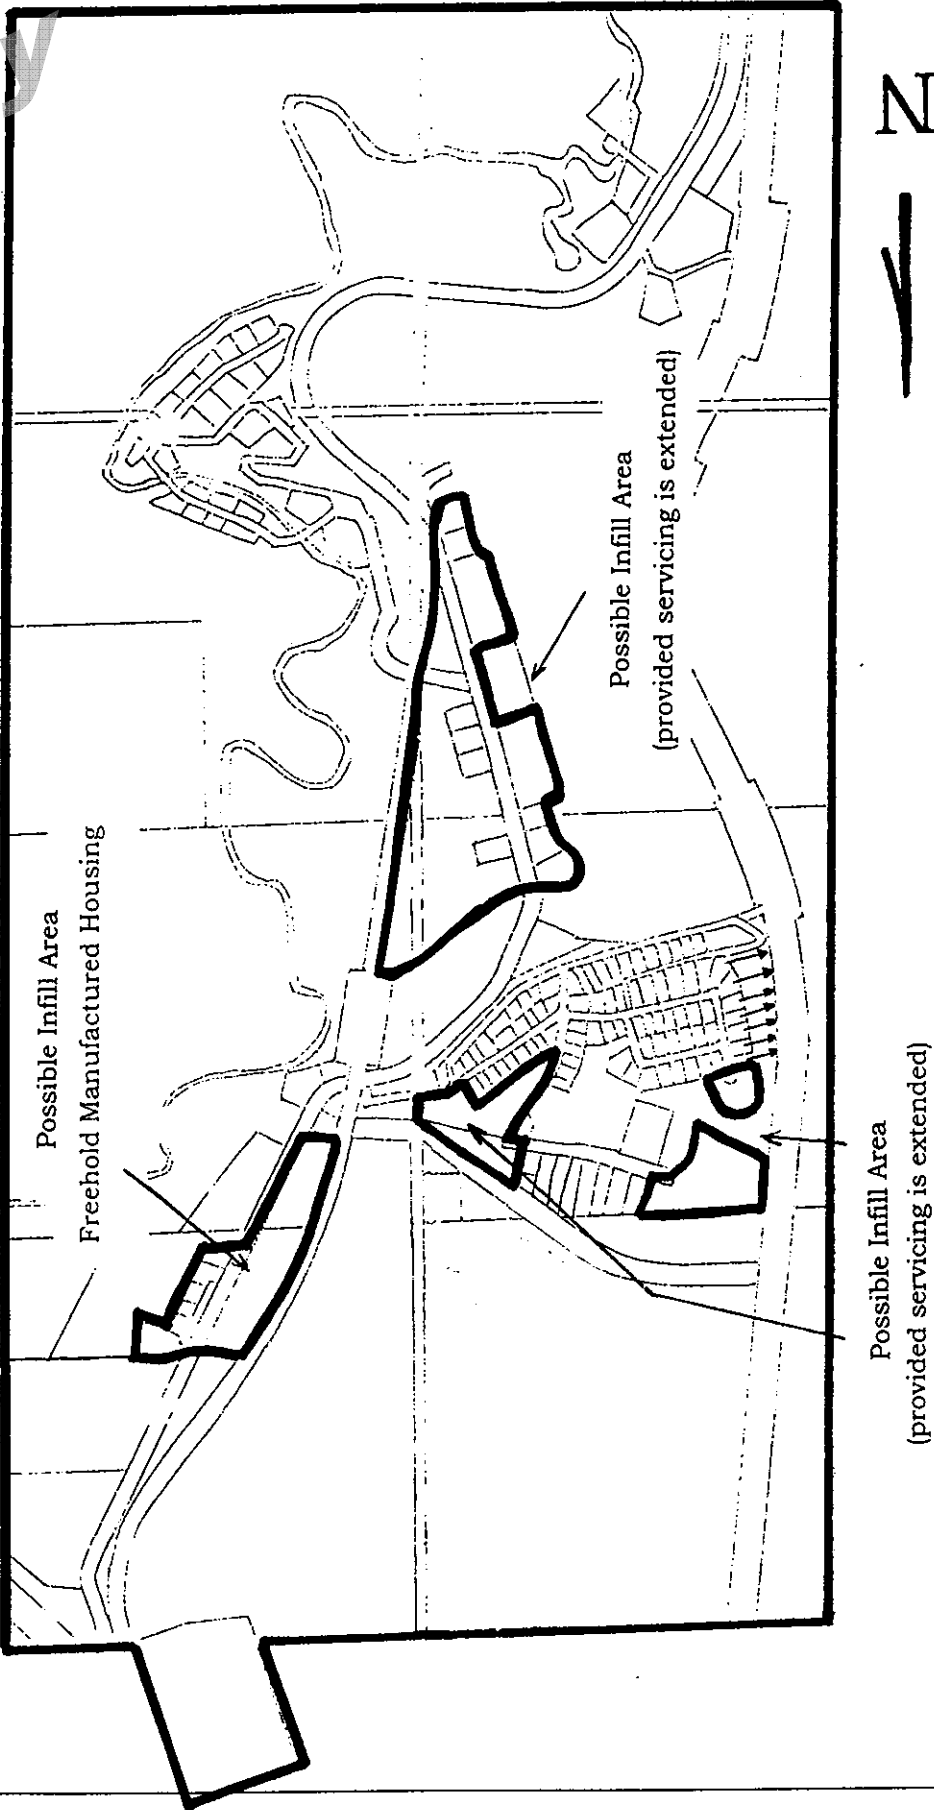 y
N
Possible Infill Area
Freehold Manufactured Housing
Possible Infill Area
(provided servicing is extended)
Possible Infill Area
(provided servicing is extended)